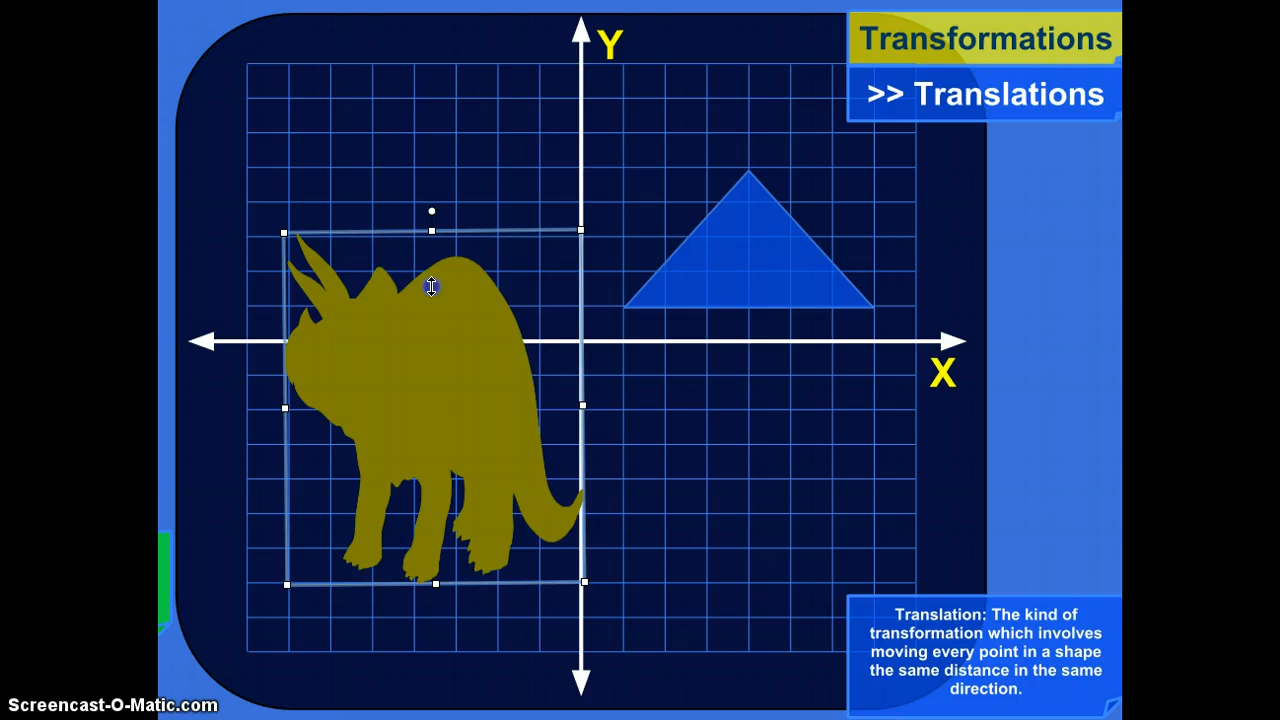 Y
Transformations
>> Translations
X
Translation: The kind of
transformation which involves
moving every point in a shape
the same distance in the same
direction.
Screencast-O-Matic.com